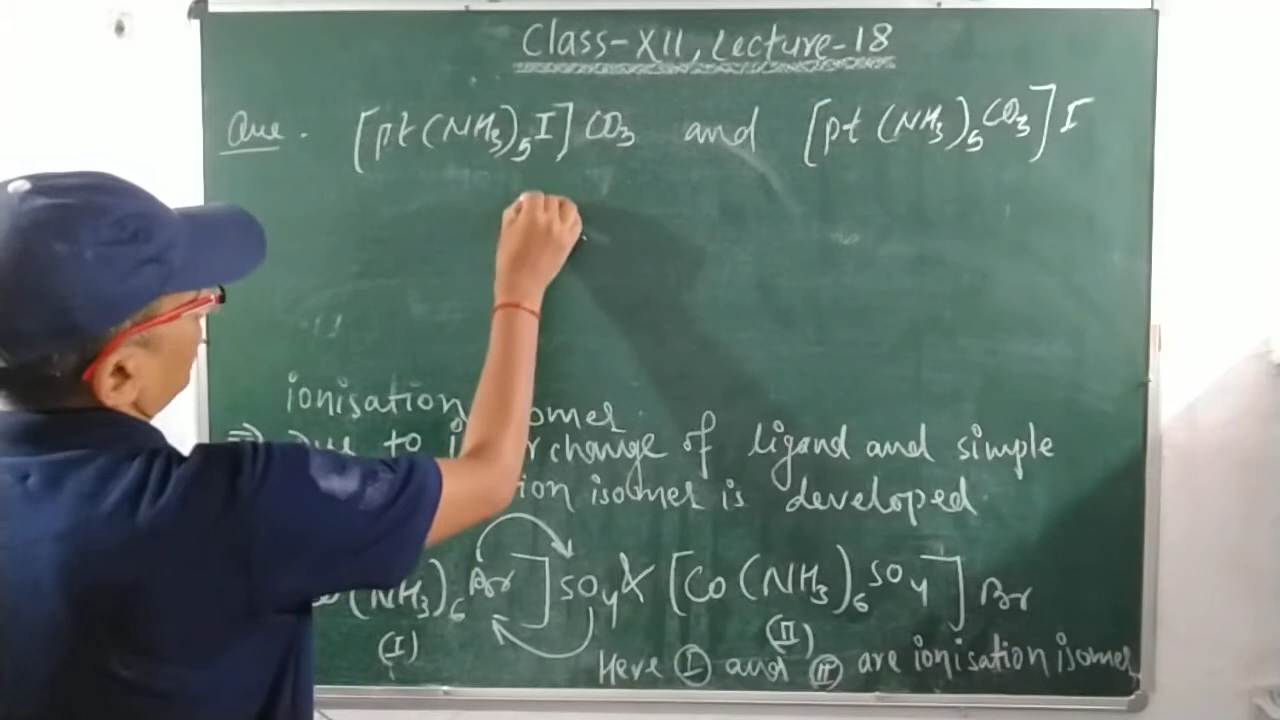 Class-XII, Lecture-18
Que. [pt(NH3)5I]CO3 and [pt(NH3)5CO3]I
ionisation
⇒ to change of ligand and simple
isomer is developed.
(NH3)6Br]SO4 & [Co(NH3)6SO4]Br
(I) (II)
Here (I) and (II) are ionisation isomer